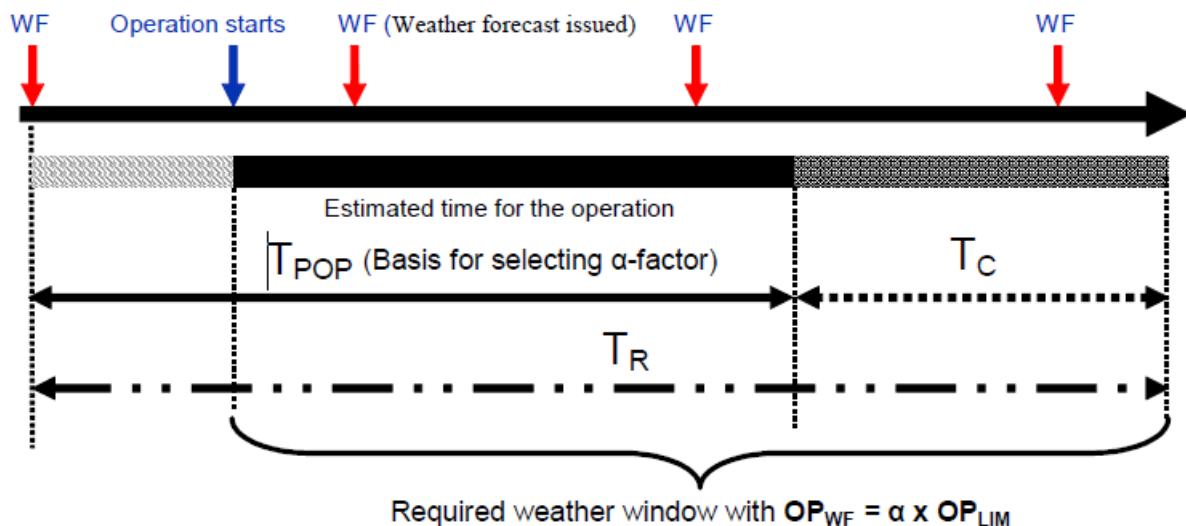 WF Operation starts WF (Weather forecast issued) WF WF
Estimated time for the operation
TPOP (Basis for selecting α-factor) TC
TR
Required weather window with OPWF = α x OPLIM